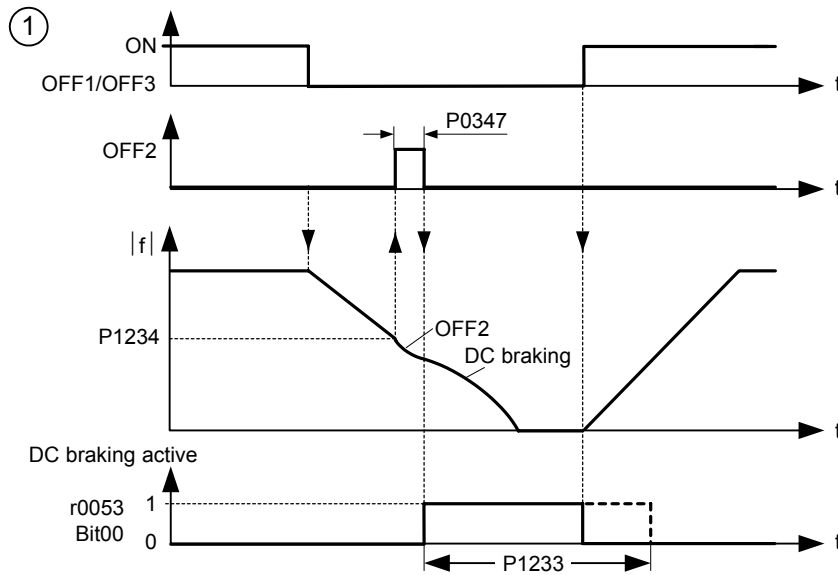 1
ON
OFF1/OFF3
t
P0347
OFF2
t
|f|
P1234
OFF2
DC braking
t
DC braking active
r0053
Bit00
1
0
t
P1233